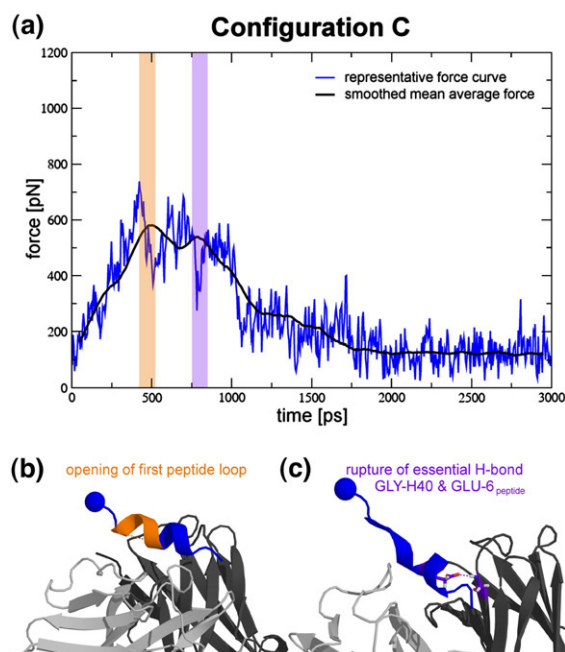 (a) Configuration C
1200
1000
800
600
400
200
0
force [pN]
representative force curve
smoothed mean average force
0 500 1000 1500 2000 2500 3000
time [ps]
(b) opening of first peptide loop
(c) rupture of essential H-bond
GLY-H40 & GLU-6peptide